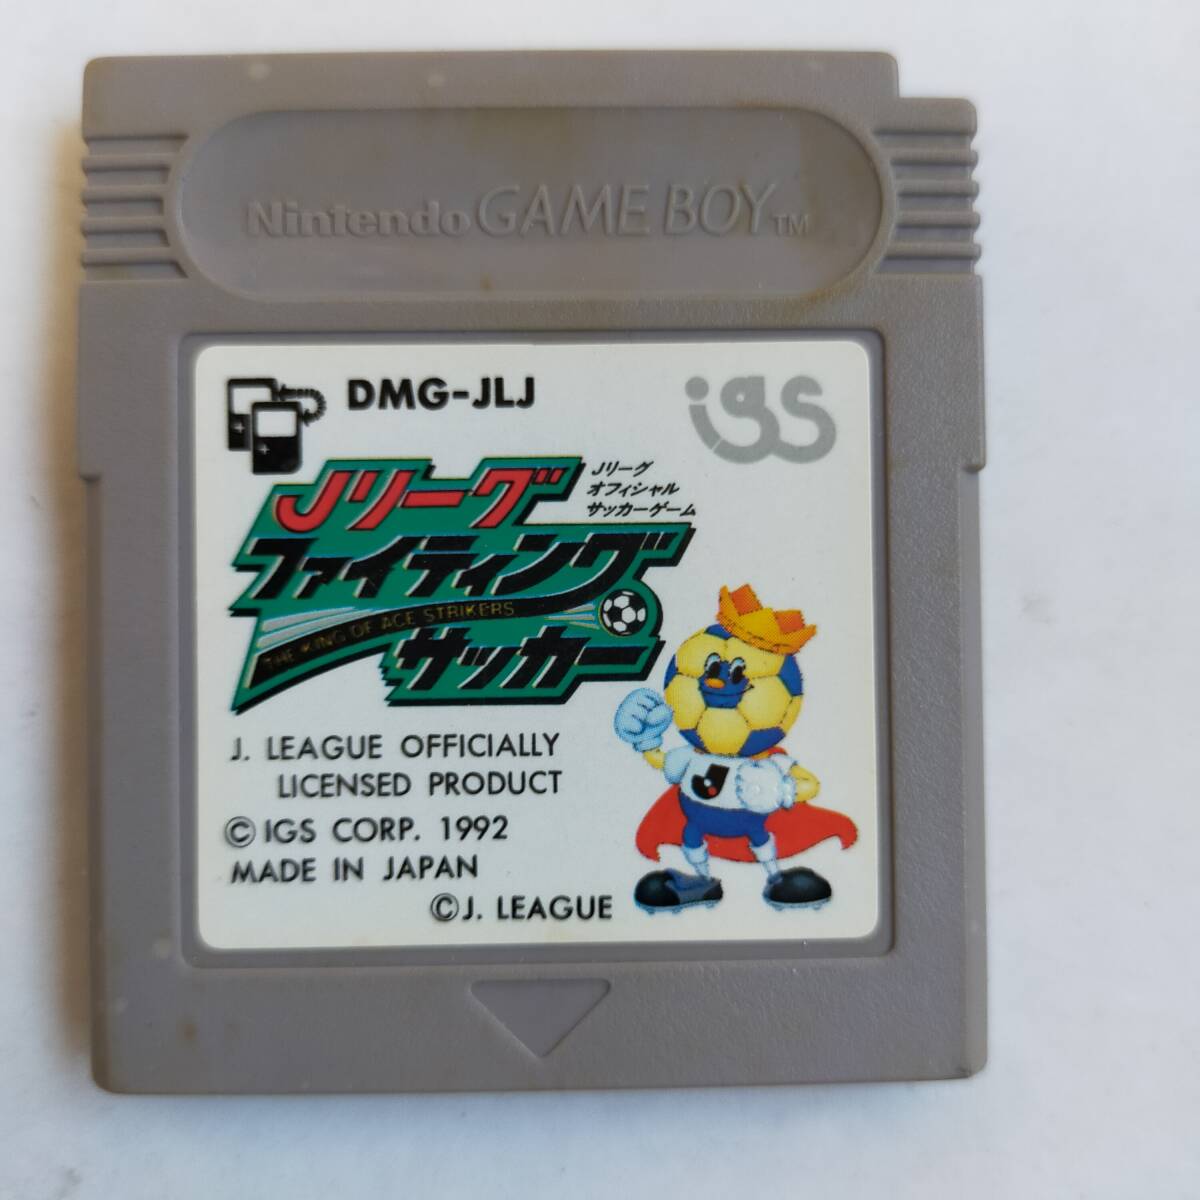 Nintendo GAME BOY TM
DMG-JLJ
igs
Jリーグ
オフィシャル
サッカーゲーム
Jリーグ
ファイティング
サッカー
THE KING OF ACE STRIKERS
J. LEAGUE OFFICIALLY
LICENSED PRODUCT
© IGS CORP. 1992
MADE IN JAPAN
© J. LEAGUE
J